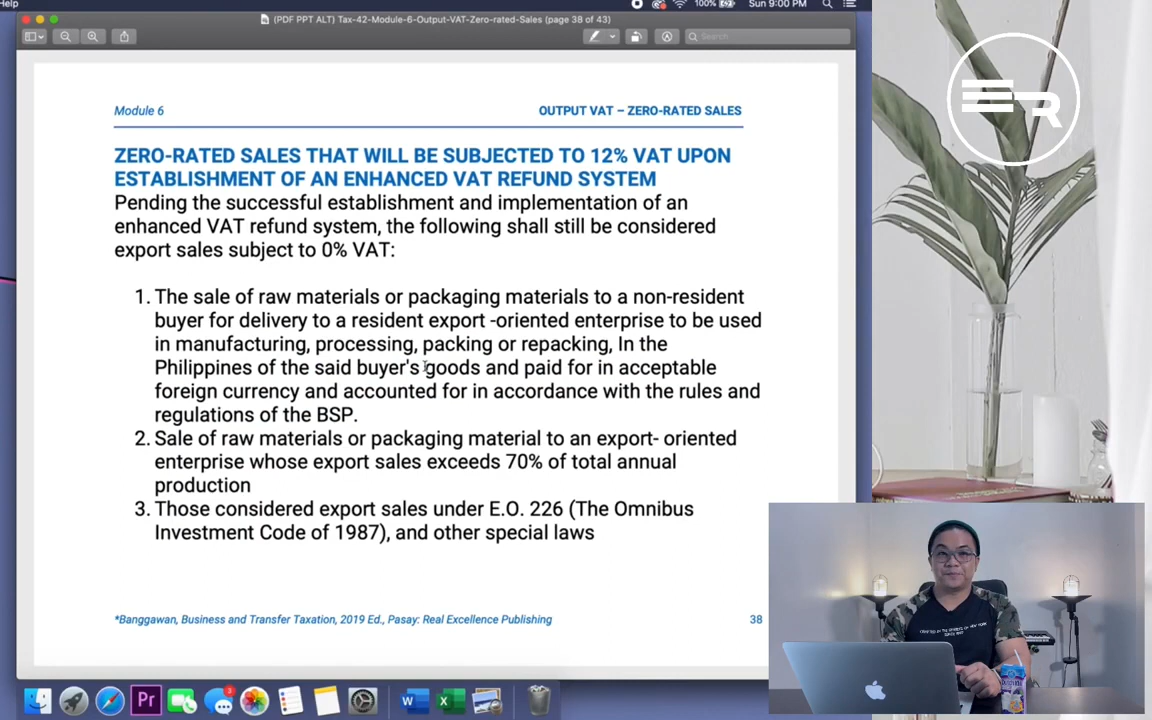 Help
100%
Sun 9:00 PM
(PDF PPT ALT) Tax-42-Module-6-Output-VAT-Zero-rated-Sales (page 38 of 43)
Search
ER
Module 6
OUTPUT VAT – ZERO-RATED SALES
ZERO-RATED SALES THAT WILL BE SUBJECTED TO 12% VAT UPON
ESTABLISHMENT OF AN ENHANCED VAT REFUND SYSTEM
Pending the successful establishment and implementation of an
enhanced VAT refund system, the following shall still be considered
export sales subject to 0% VAT:
1. The sale of raw materials or packaging materials to a non-resident
buyer for delivery to a resident export -oriented enterprise to be used
in manufacturing, processing, packing or repacking, In the
Philippines of the said buyer's goods and paid for in acceptable
foreign currency and accounted for in accordance with the rules and
regulations of the BSP.
2. Sale of raw materials or packaging material to an export- oriented
enterprise whose export sales exceeds 70% of total annual
production
3. Those considered export sales under E.O. 226 (The Omnibus
Investment Code of 1987), and other special laws
*Banggawan, Business and Transfer Taxation, 2019 Ed., Pasay: Real Excellence Publishing
38
Pr
3
W
X